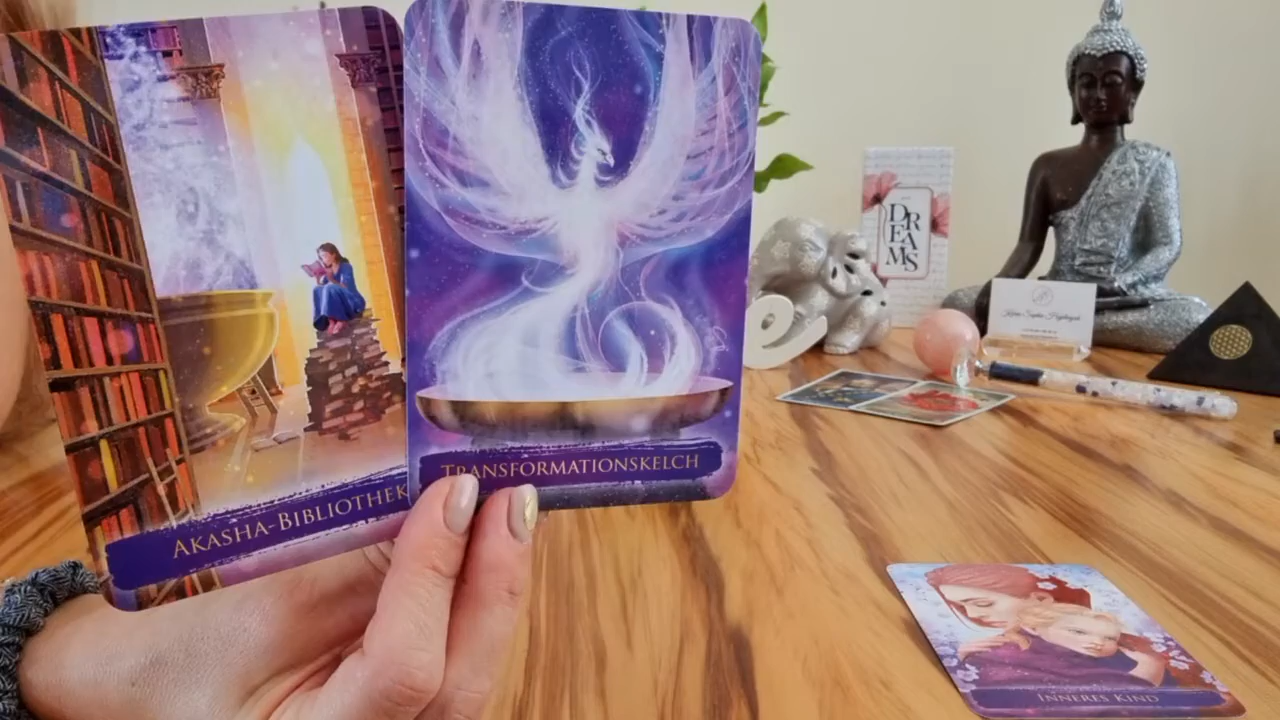 AKASHA-BIBLIOTHEK
TRANSFORMATIONSKELCH
DREAMS
INNERES KIND